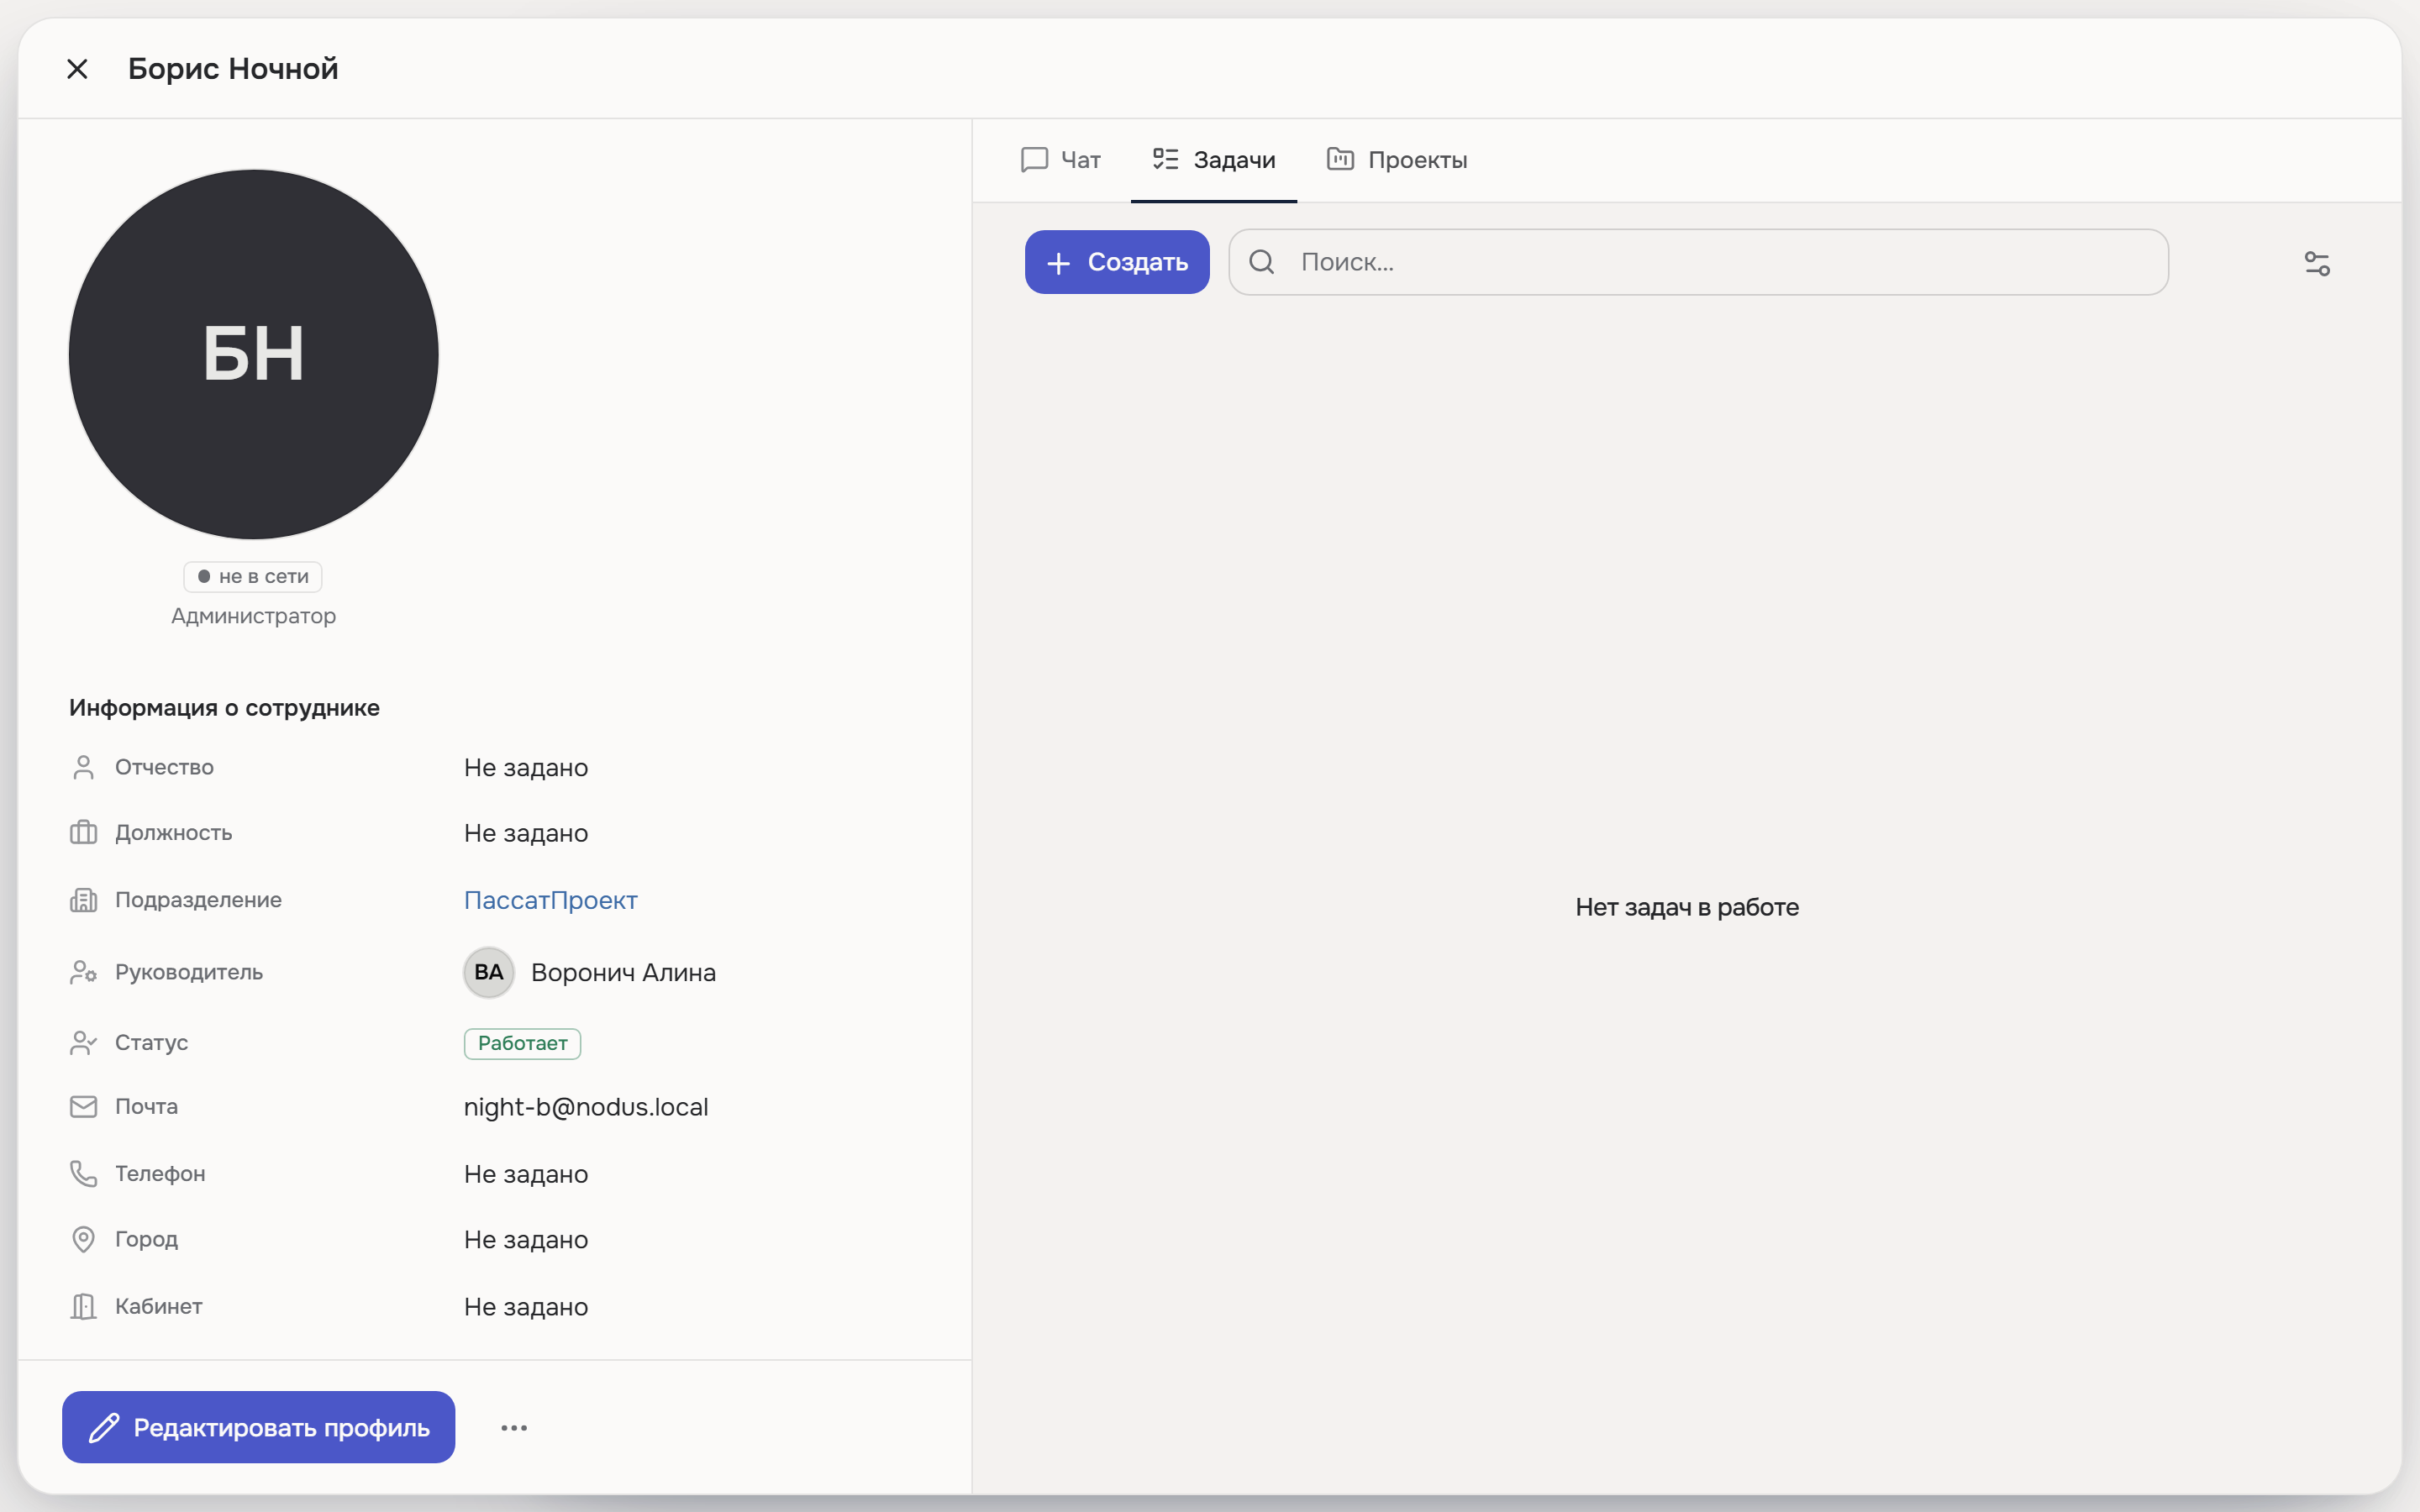 Борис Ночной
БН
не в сети
Администратор
Информация о сотруднике
Отчество Не задано
Должность Не задано
Подразделение ПассатПроект
Руководитель ВА Воронич Алина
Статус Работает
Почта night-b@nodus.local
Телефон Не задано
Город Не задано
Кабинет Не задано
Редактировать профиль
Чат Задачи Проекты
Создать Поиск...
Нет задач в работе